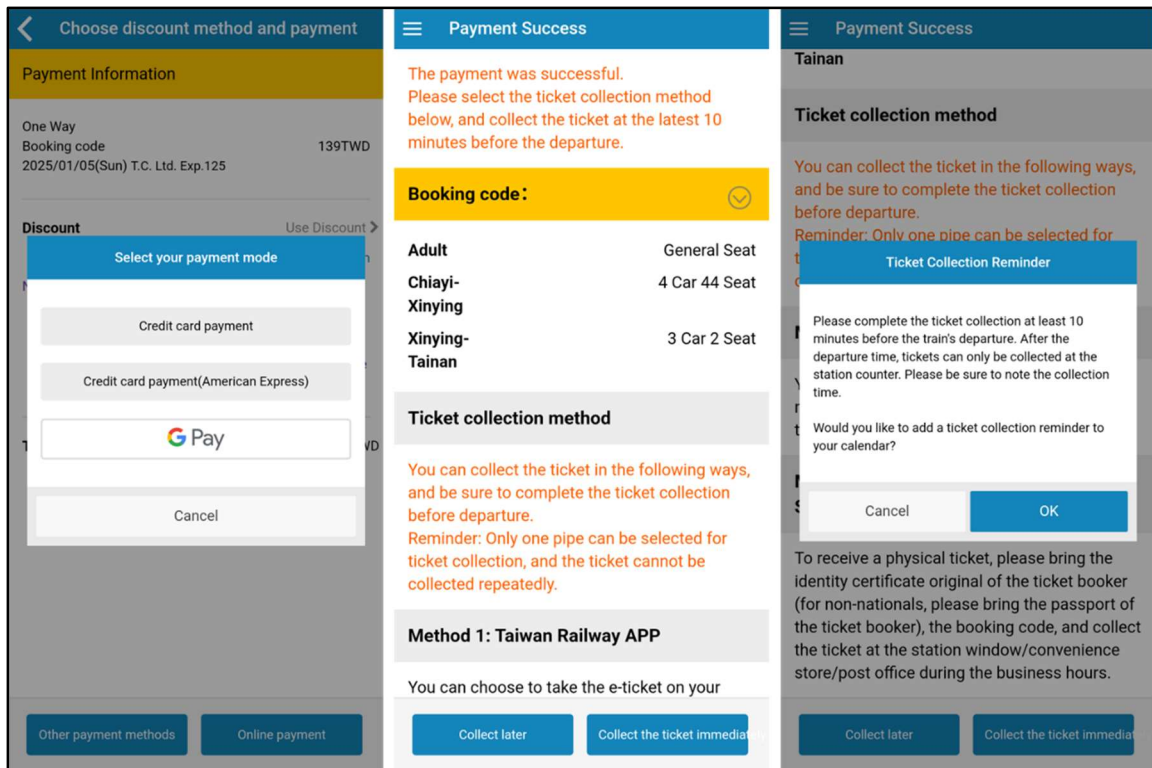 Choose discount method and payment
Payment Information
One Way
Booking code 139TWD
2025/01/05(Sun) T.C. Ltd. Exp.125
Discount Use Discount
Select your payment mode
Credit card payment
Credit card payment(American Express)
G Pay
Cancel
Other payment methods Online payment
Payment Success
The payment was successful.
Please select the ticket collection method
below, and collect the ticket at the latest 10
minutes before the departure.
Booking code:
Adult General Seat
Chiayi- 4 Car 44 Seat
Xinying
Xinying- 3 Car 2 Seat
Tainan
Ticket collection method
You can collect the ticket in the following ways,
and be sure to complete the ticket collection
before departure.
Reminder: Only one pipe can be selected for
ticket collection, and the ticket cannot be
collected repeatedly.
Method 1: Taiwan Railway APP
You can choose to take the e-ticket on your
Collect later Collect the ticket immediately
Payment Success
Tainan
Ticket collection method
You can collect the ticket in the following ways,
and be sure to complete the ticket collection
before departure.
Reminder: Only one pipe can be selected for
Ticket Collection Reminder
Please complete the ticket collection at least 10
minutes before the train's departure. After the
departure time, tickets can only be collected at the
station counter. Please be sure to note the collection
time.
Would you like to add a ticket collection reminder to
your calendar?
Cancel OK
To receive a physical ticket, please bring the
identity certificate original of the ticket booker
(for non-nationals, please bring the passport of
the ticket booker), the booking code, and collect
the ticket at the station window/convenience
store/post office during the business hours.
Collect later Collect the ticket immediat